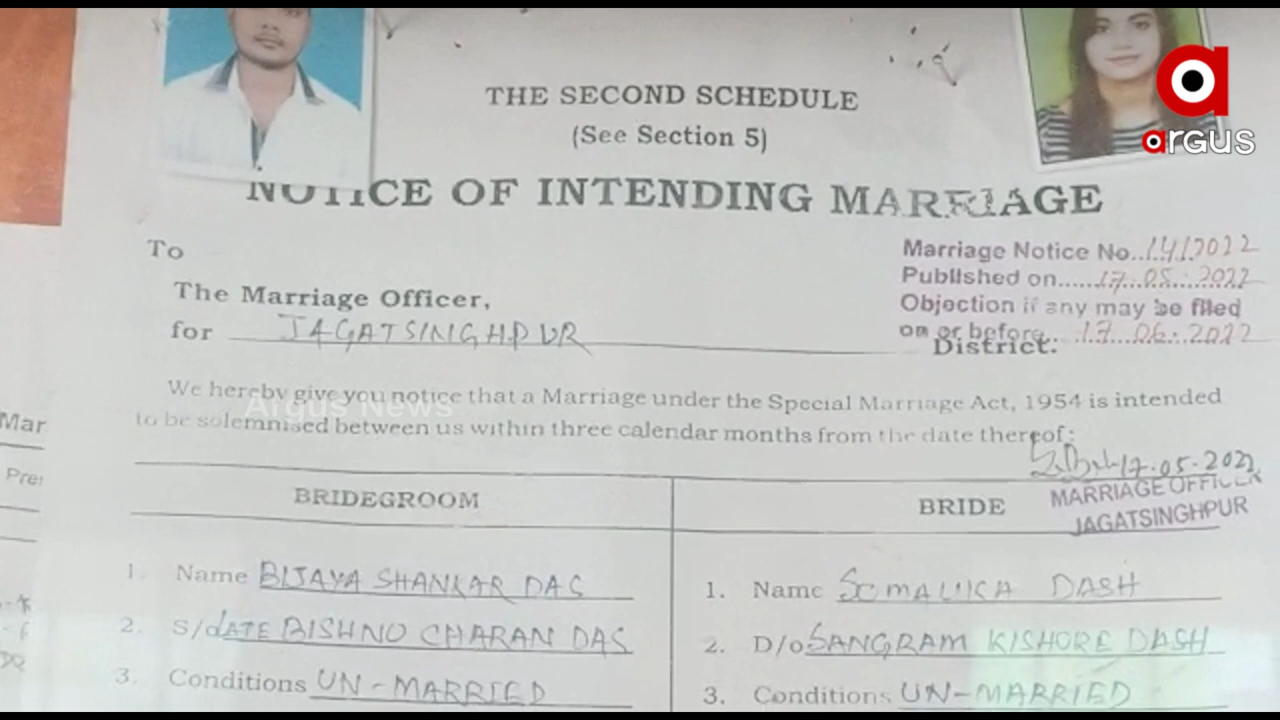 argus
THE SECOND SCHEDULE
(See Section 5)
NOTICE OF INTENDING MARRIAGE
To
The Marriage Officer,
for JAGATSINGHPUR
District.
Marriage Notice No..141/2022
Published on......17.05.2022
Objection if any may be filed
on or before....17.06.2022
We hereby give you notice that a Marriage under the Special Marriage Act, 1954 is intended
to be solemnised between us within three calendar months from the date thereof:
Argus News
17.05.2022
MARRIAGE OFFICER
JAGATSINGHPUR
BRIDEGROOM
1. Name BIJAYA SHANKAR DAS
2. S/o LATE BISHNO CHARAN DAS
3. Conditions UN-MARRIED
BRIDE
1. Name SOMALIKA DASH
2. D/o SANGRAM KISHORE DASH
3. Conditions UN-MARRIED
Mar